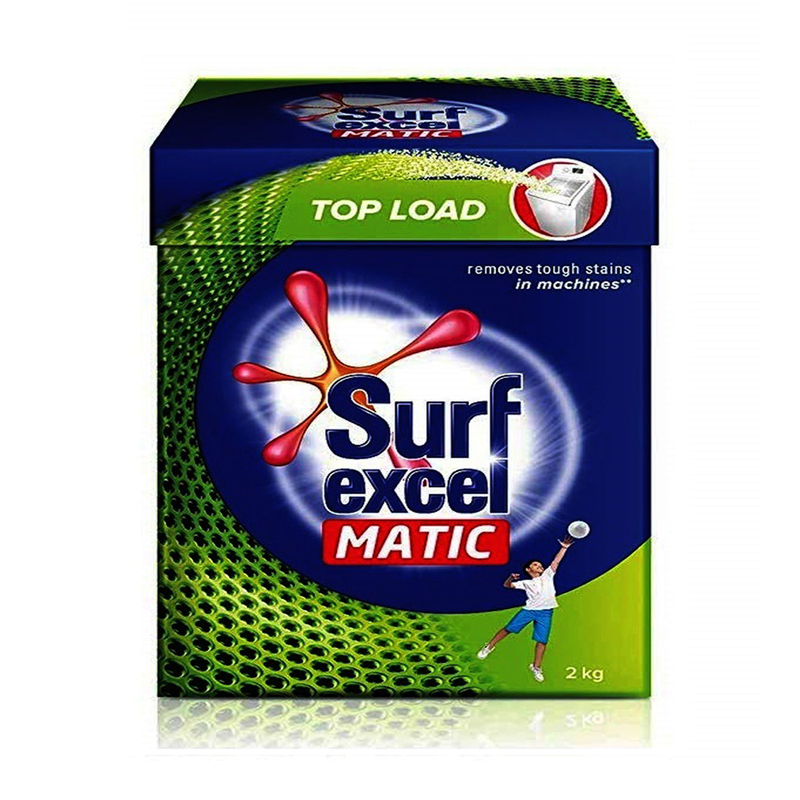 Surf
excel
MATIC
TOP LOAD
removes tough stains
in machines**
Surf
excel
MATIC
2 kg